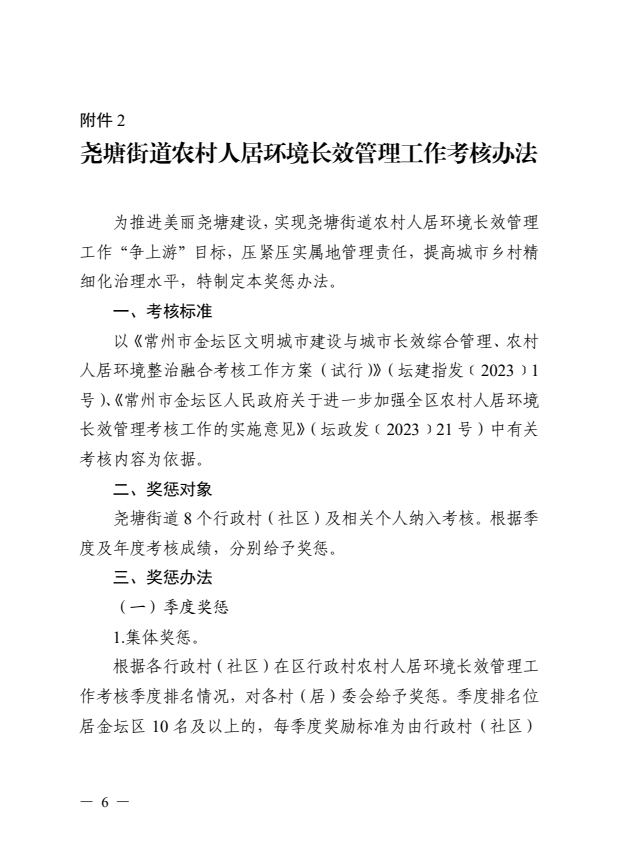 附件 2
尧塘街道农村人居环境长效管理工作考核办法
为推进美丽尧塘建设，实现尧塘街道农村人居环境长效管理
工作“争上游”目标，压紧压实属地管理责任，提高城市乡村精
细化治理水平，特制定本奖惩办法。
一、考核标准
以《常州市金坛区文明城市建设与城市长效综合管理、农村
人居环境整治融合考核工作方案（试行）》（坛建指发﹝2023﹞1
号）、《常州市金坛区人民政府关于进一步加强全区农村人居环境
长效管理考核工作的实施意见》（坛政发﹝2023﹞21 号）中有关
考核内容为依据。
二、奖惩对象
尧塘街道 8 个行政村（社区）及相关个人纳入考核。根据季
度及年度考核成绩，分别给予奖惩。
三、奖惩办法
（一）季度奖惩
1.集体奖惩。
根据各行政村（社区）在区行政村农村人居环境长效管理工
作考核季度排名情况，对各村（居）委会给予奖惩。季度排名位
居金坛区 10 名及以上的，每季度奖励标准为由行政村（社区）
— 6 —